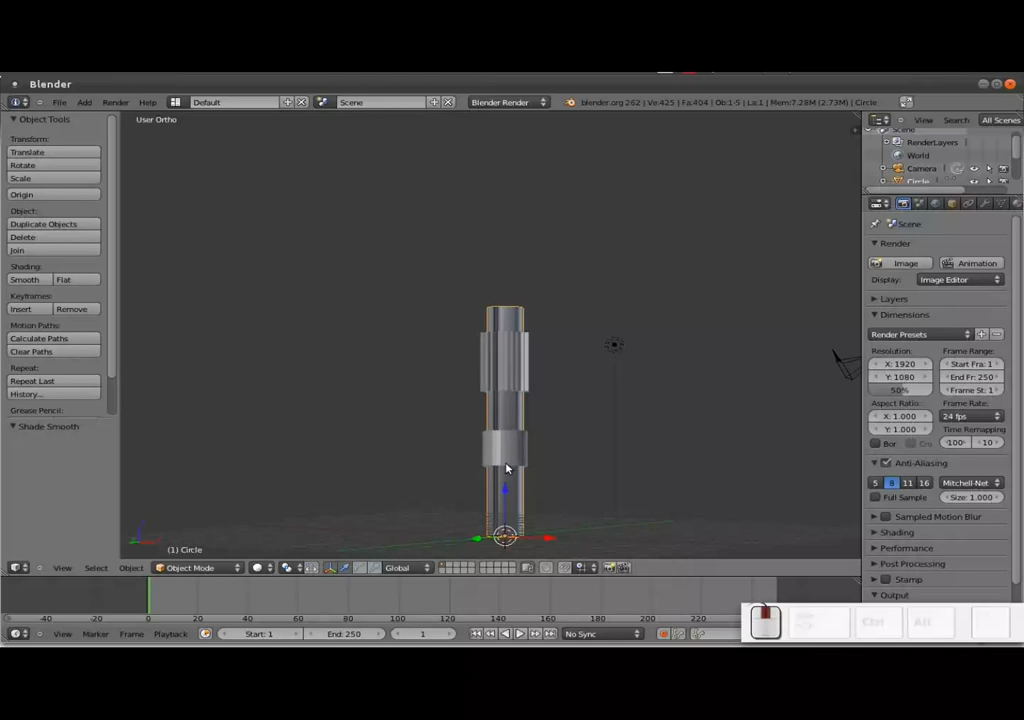 Blender
File Add Render Help Default Scene Blender Render blender.org 262 | Ve:425 | Fa:404 | Ob:1-5 | La:1 | Mem:7.28M (2.73M) | Circle
Object Tools
User Ortho
View Search All Scenes
Scene
RenderLayers
World
Camera
Circle
Transform:
Translate
Rotate
Scale
Origin
Object:
Duplicate Objects
Delete
Join
Shading:
Smooth Flat
Keyframes:
Insert Remove
Motion Paths:
Calculate Paths
Clear Paths
Repeat:
Repeat Last
History...
Grease Pencil:
Shade Smooth
Scene
Render
Image Animation
Display: Image Editor
Layers
Dimensions
Render Presets
Resolution: Frame Range:
X: 1920 Start Fra: 1
Y: 1080 End Fr: 250
50% Frame St: 1
Aspect Ratio: Frame Rate:
X: 1.000 24 fps
Y: 1.000 Time Remapping
Bor Cro 100 10
Anti-Aliasing
5 8 11 16 Mitchell-Net
Full Sample Size: 1.000
Sampled Motion Blur
Shading
Performance
Post Processing
Stamp
Output
(1) Circle
View Select Object Object Mode Global
-40 -20 0 20 40 60 80 100 120 140 160 180 200 220
View Marker Frame Playback Start: 1 End: 250 1 No Sync
Ctrl Alt